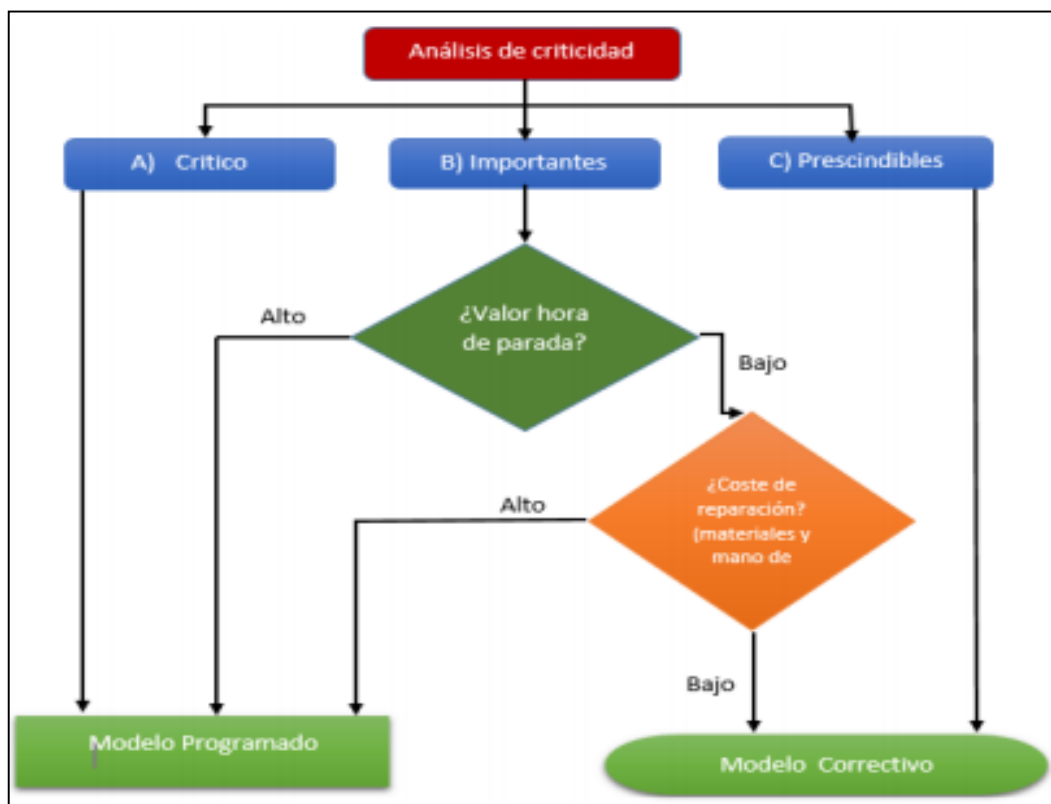 Análisis de criticidad
A) Critico
B) Importantes
C) Prescindibles
¿Valor hora
de parada?
Alto
Bajo
¿Coste de
reparación?
(materiales y
mano de
Alto
Bajo
Modelo Programado
Modelo Correctivo